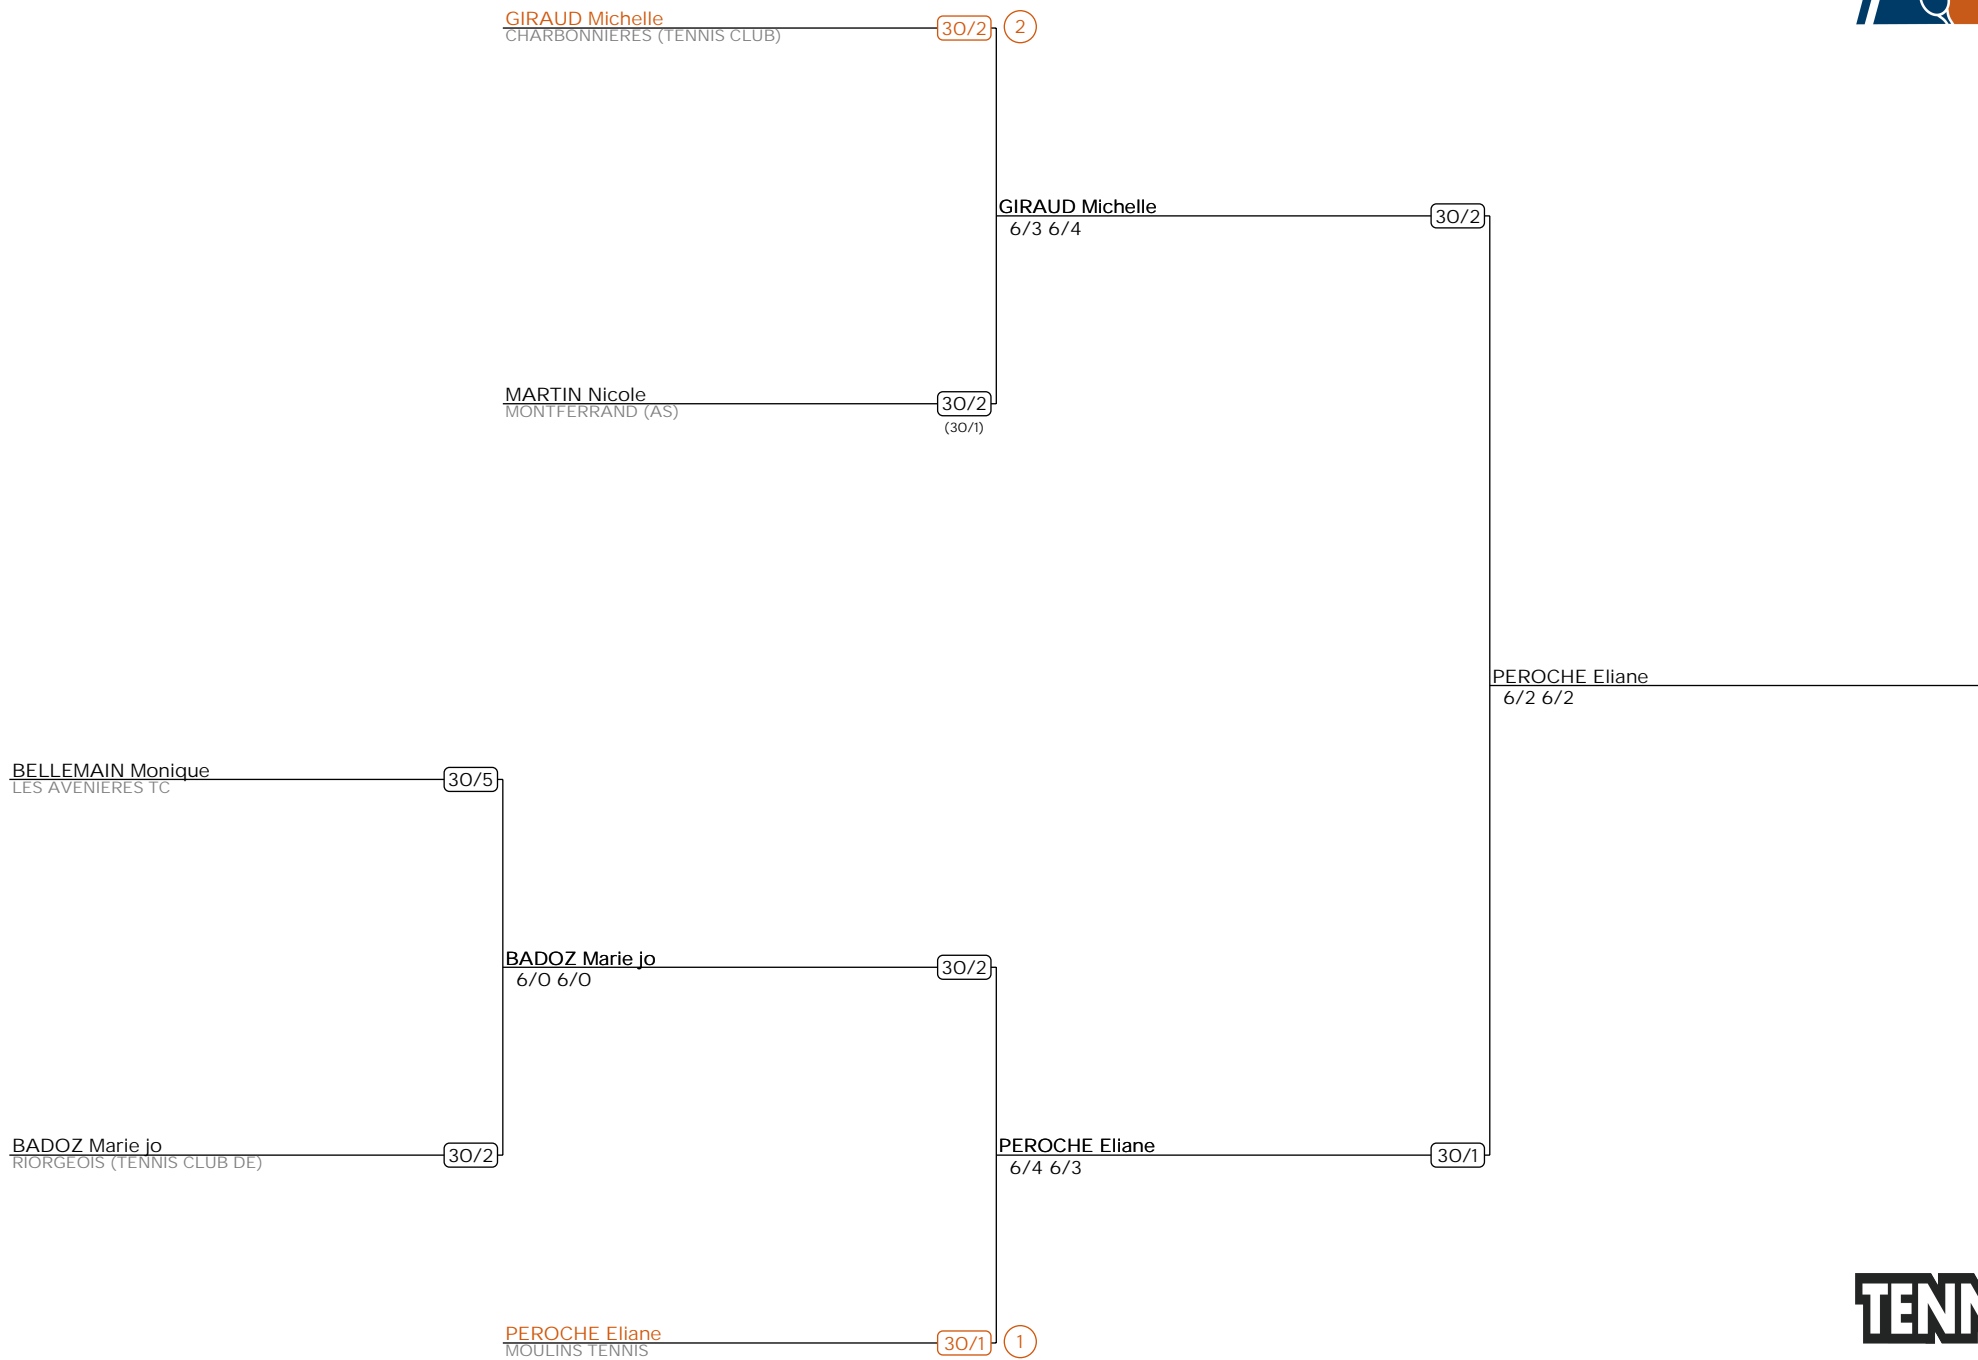 GIRAUD Michelle
CHARBONNIERES (TENNIS CLUB)
30/2
2
GIRAUD Michelle
6/3 6/4
30/2
MARTIN Nicole
MONTFERRAND (AS)
30/2
(30/1)
PEROCHE Eliane
6/2 6/2
BELLEMAIN Monique
LES AVENIERES TC
30/5
BADOZ Marie jo
6/0 6/0
30/2
BADOZ Marie jo
RIORGEOIS (TENNIS CLUB DE)
30/2
PEROCHE Eliane
6/4 6/3
30/1
PEROCHE Eliane
MOULINS TENNIS
30/1
1
TENN